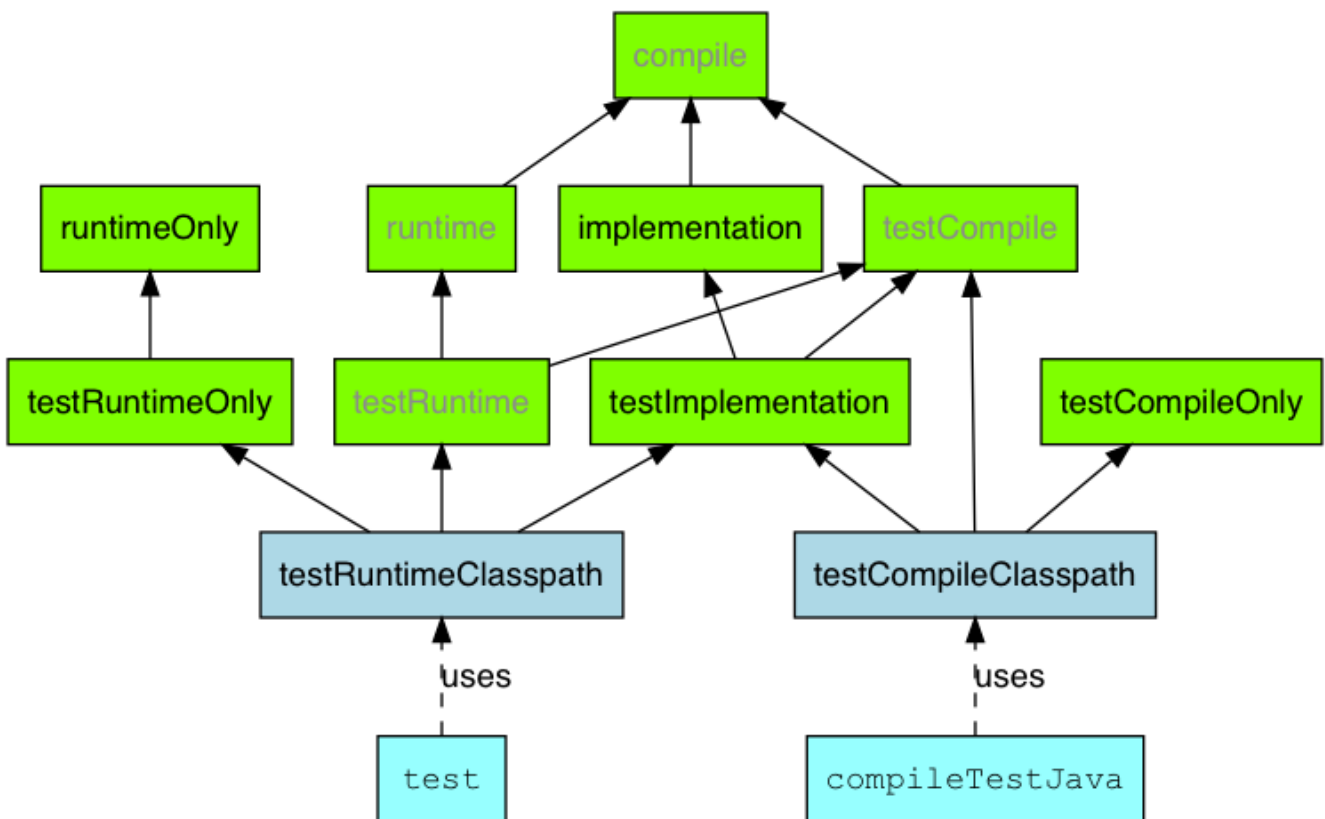 compile
runtimeOnly
runtime
implementation
testCompile
testRuntimeOnly
testRuntime
testImplementation
testCompileOnly
testRuntimeClasspath
testCompileClasspath
uses
uses
test
compileTestJava